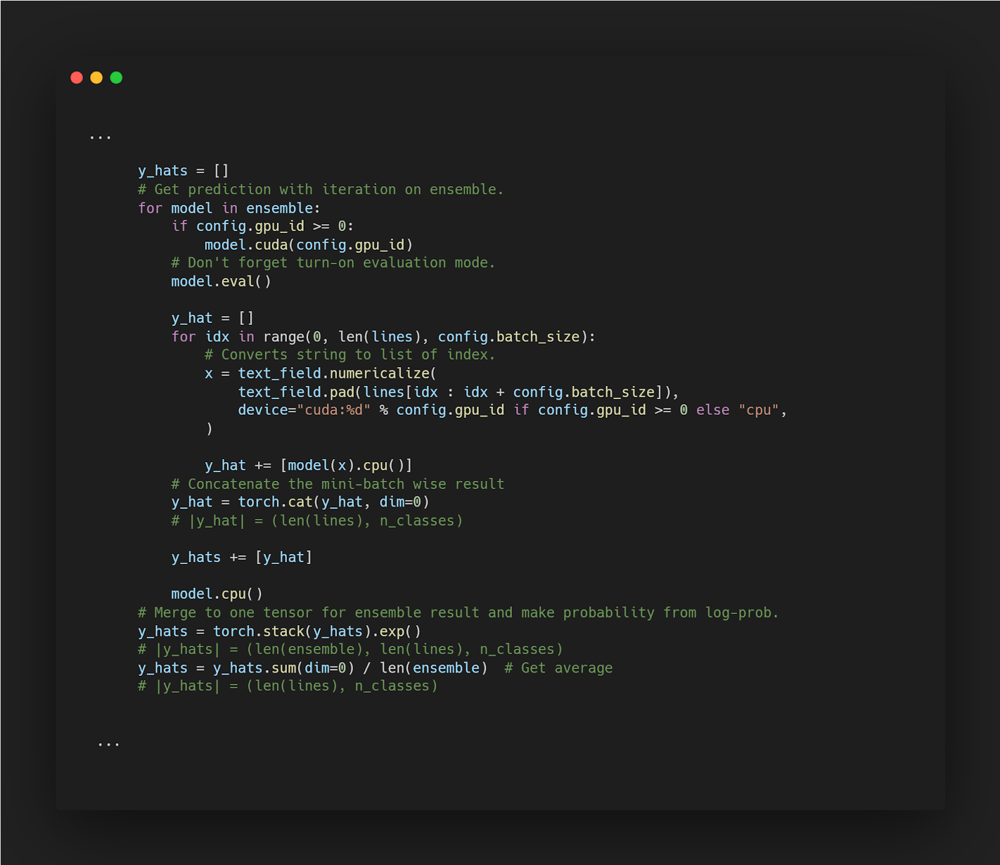 ...
y_hats = []
# Get prediction with iteration on ensemble.
for model in ensemble:
    if config.gpu_id >= 0:
        model.cuda(config.gpu_id)
    # Don't forget turn-on evaluation mode.
    model.eval()

    y_hat = []
    for idx in range(0, len(lines), config.batch_size):
        # Converts string to list of index.
        x = text_field.numericalize(
            text_field.pad(lines[idx : idx + config.batch_size]),
            device="cuda:%d" % config.gpu_id if config.gpu_id >= 0 else "cpu",
        )

        y_hat += [model(x).cpu()]
    # Concatenate the mini-batch wise result
    y_hat = torch.cat(y_hat, dim=0)
    # |y_hat| = (len(lines), n_classes)

    y_hats += [y_hat]

    model.cpu()
# Merge to one tensor for ensemble result and make probability from log-prob.
y_hats = torch.stack(y_hats).exp()
# |y_hats| = (len(ensemble), len(lines), n_classes)
y_hats = y_hats.sum(dim=0) / len(ensemble)  # Get average
# |y_hats| = (len(lines), n_classes)
...